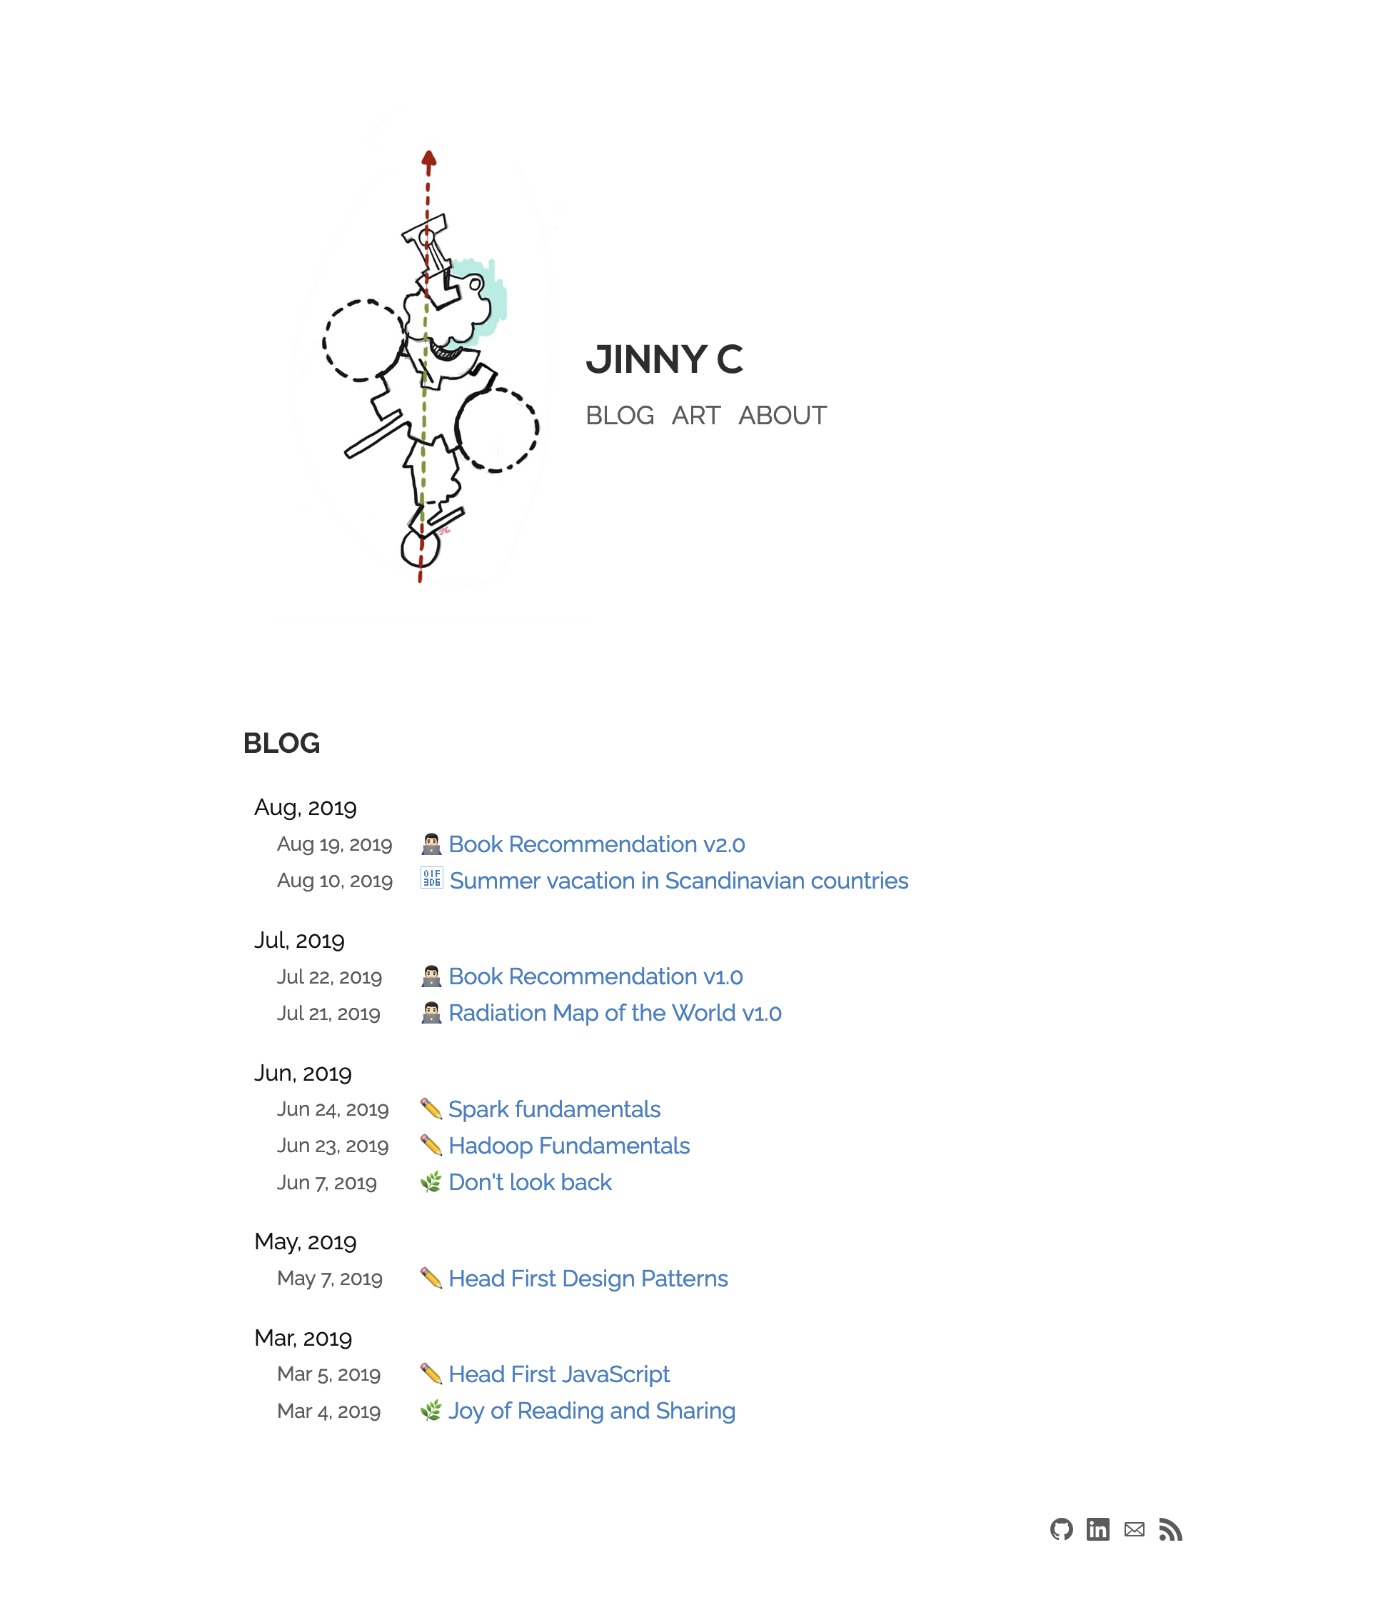 JINNY C
BLOG ART ABOUT
BLOG
Aug, 2019
Aug 19, 2019 Book Recommendation v2.0
Aug 10, 2019 Summer vacation in Scandinavian countries
Jul, 2019
Jul 22, 2019 Book Recommendation v1.0
Jul 21, 2019 Radiation Map of the World v1.0
Jun, 2019
Jun 24, 2019 Spark fundamentals
Jun 23, 2019 Hadoop Fundamentals
Jun 7, 2019 Don't look back
May, 2019
May 7, 2019 Head First Design Patterns
Mar, 2019
Mar 5, 2019 Head First JavaScript
Mar 4, 2019 Joy of Reading and Sharing